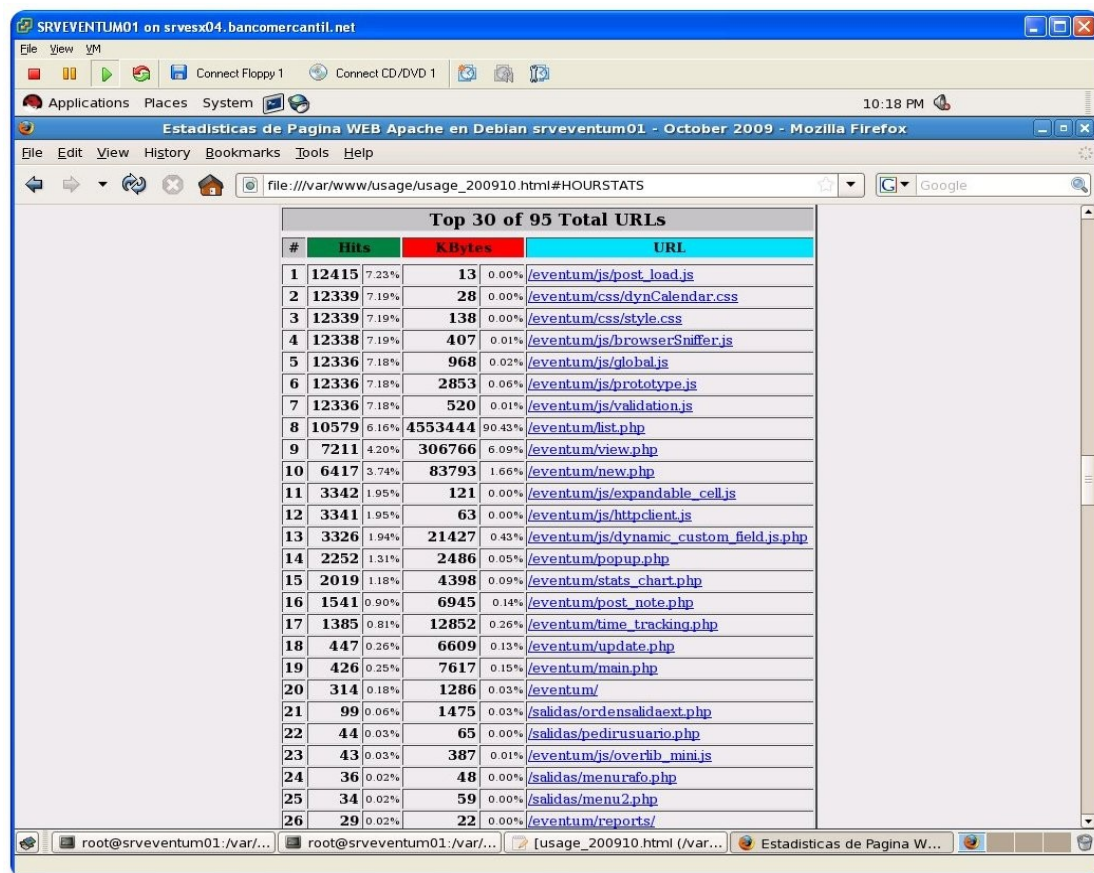 SRVEVENTUM01 on srvesx04.bancomercantil.net
File View VM
Connect Floppy 1 Connect CD/DVD 1
Applications Places System 10:18 PM
Estadisticas de Pagina WEB Apache en Debian srveventum01 - October 2009 - Mozilla Firefox
File Edit View History Bookmarks Tools Help
file:///var/www/usage/usage_200910.html#HOURSTATS G Google
Top 30 of 95 Total URLs
# Hits KBytes URL
1 12415 7.23% 13 0.00% /eventum/js/post_load.js
2 12339 7.19% 28 0.00% /eventum/css/dynCalendar.css
3 12339 7.19% 138 0.00% /eventum/css/style.css
4 12338 7.19% 407 0.01% /eventum/js/browserSniffer.js
5 12336 7.18% 968 0.02% /eventum/js/global.js
6 12336 7.18% 2853 0.06% /eventum/js/prototype.js
7 12336 7.18% 520 0.01% /eventum/js/validation.js
8 10579 6.16% 4553444 90.43% /eventum/list.php
9 7211 4.20% 306766 6.09% /eventum/view.php
10 6417 3.74% 83793 1.66% /eventum/new.php
11 3342 1.95% 121 0.00% /eventum/js/expandable_cell.js
12 3341 1.95% 63 0.00% /eventum/js/httpclient.js
13 3326 1.94% 21427 0.43% /eventum/js/dynamic_custom_field.js.php
14 2252 1.31% 2486 0.05% /eventum/popup.php
15 2019 1.18% 4398 0.09% /eventum/stats_chart.php
16 1541 0.90% 6945 0.14% /eventum/post_note.php
17 1385 0.81% 12852 0.26% /eventum/time_tracking.php
18 447 0.26% 6609 0.13% /eventum/update.php
19 426 0.25% 7617 0.15% /eventum/main.php
20 314 0.18% 1286 0.03% /eventum/
21 99 0.06% 1475 0.03% /salidas/ordensalidaext.php
22 44 0.03% 65 0.00% /salidas/pedirusuario.php
23 43 0.03% 387 0.01% /eventum/js/overlib_mini.js
24 36 0.02% 48 0.00% /salidas/menurafo.php
25 34 0.02% 59 0.00% /salidas/menu2.php
26 29 0.02% 22 0.00% /eventum/reports/
root@srveventum01:/var/... root@srveventum01:/var/... [usage_200910.html (/var... Estadisticas de Pagina W...